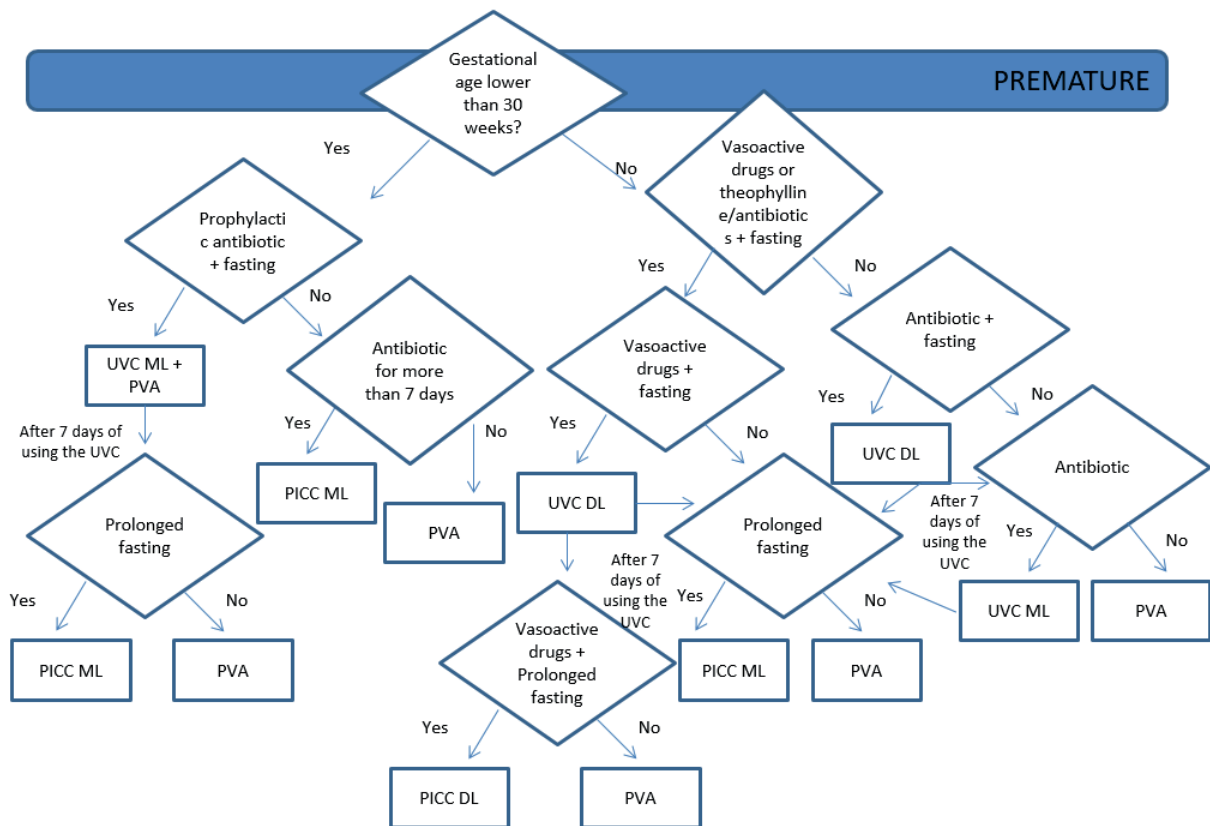 PREMATURE
Gestational
age lower
than 30
weeks?
Yes
No
Vasoactive
drugs or
theophyllin
e/antibiotic
s + fasting
Prophylacti
c antibiotic
+ fasting
Yes
No
Yes
No
UVC ML +
PVA
Antibiotic
for more
than 7 days
Vasoactive
drugs +
fasting
Antibiotic +
fasting
After 7 days of
using the UVC
Yes
No
Yes
No
Yes
No
PICC ML
PVA
UVC DL
UVC DL
Antibiotic
Prolonged
fasting
Prolonged
fasting
After 7
days of
using the
UVC
Yes
No
After 7
days of
using the
UVC
Yes
No
Yes
No
PICC ML
PVA
Vasoactive
drugs +
Prolonged
fasting
PICC ML
PVA
UVC ML
PVA
Yes
No
PICC DL
PVA